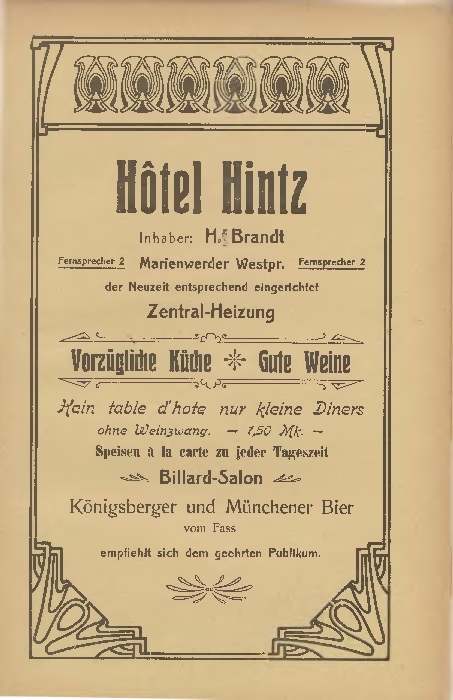 Hôtel Hintz
Inhaber: H. Brandt
Fernsprecher 2 Marienwerder Westpr. Fernsprecher 2
der Neuzeit entsprechend eingerichtet
Zentral-Heizung
Vorzügliche Küche * Gute Weine
Kein table d'hote nur kleine Diners
ohne Weinzwang. — 1,50 Mk. —
Speisen à la carte zu jeder Tageszeit
Billard-Salon
Königsberger und Münchener Bier
vom Fass
empfiehlt sich dem geehrten Publikum.